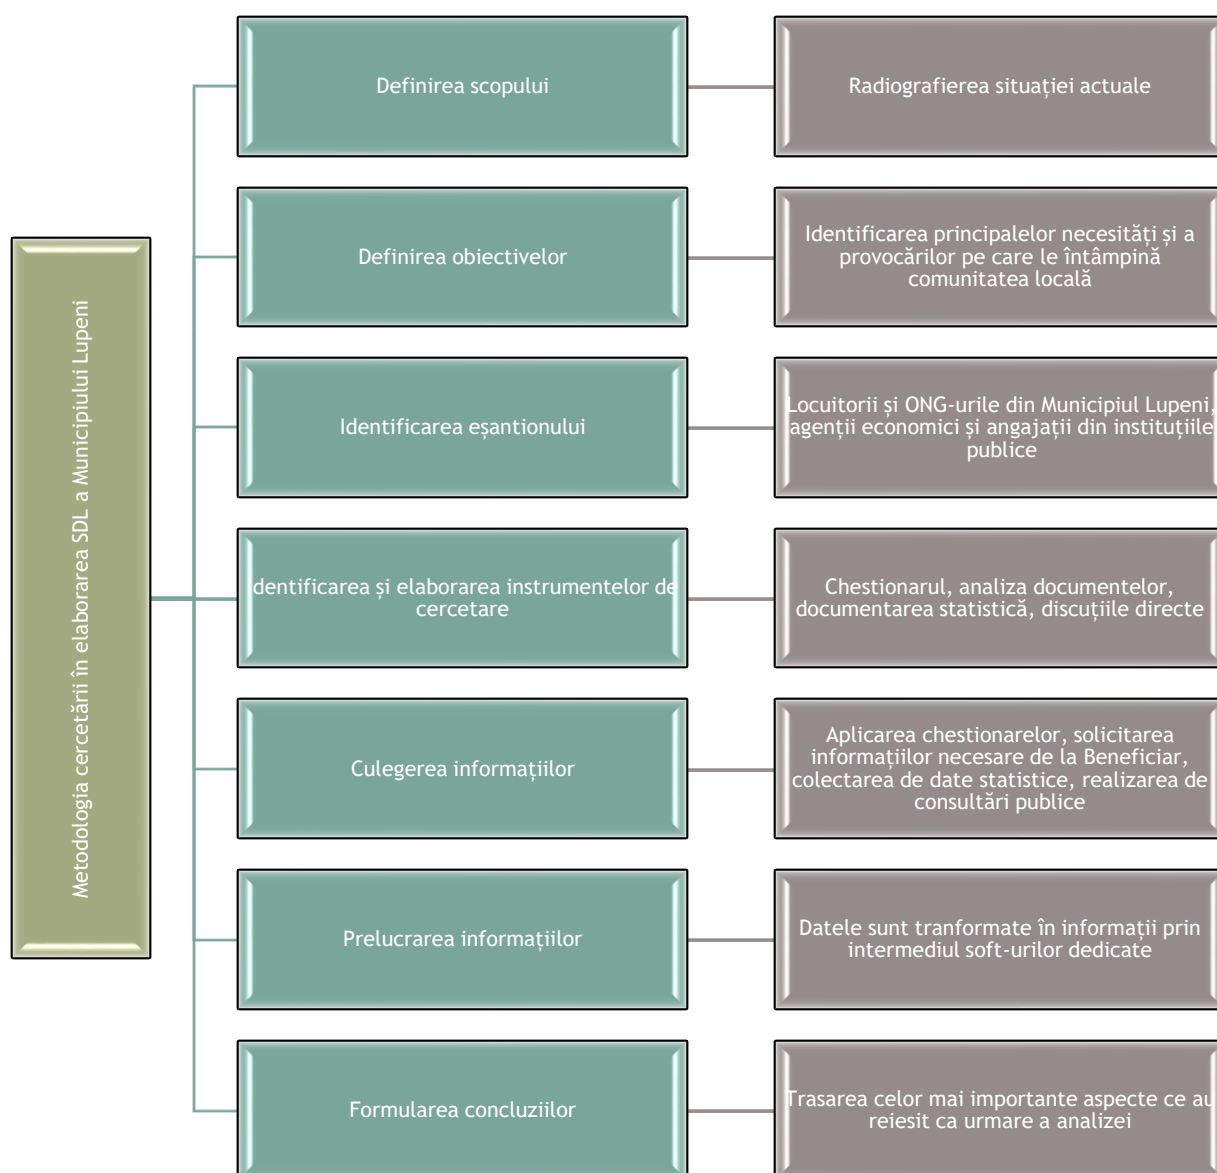 Metodologia cercetării în elaborarea SDL a Municipiului Lupeni
Definirea scopului
Radiografierea situației actuale
Definirea obiectivelor
Identificarea principalelor necesități și a
provocărilor pe care le întâmpină
comunitatea locală
Identificarea eșantionului
Locuitorii și ONG-urile din Municipiul Lupeni,
agenții economici și angajații din instituțiile
publice
dentificarea și elaborarea instrumentelor de
cercetare
Chestionarul, analiza documentelor,
documentarea statistică, discuțiile directe
Culegerea informațiilor
Aplicarea chestionarelor, solicitarea
informațiilor necesare de la Beneficiar,
colectarea de date statistice, realizarea de
consultări publice
Prelucrarea informațiilor
Datele sunt tranformate în informații prin
intermediul soft-urilor dedicate
Formularea concluziilor
Trasarea celor mai importante aspecte ce au
reiesit ca urmare a analizei